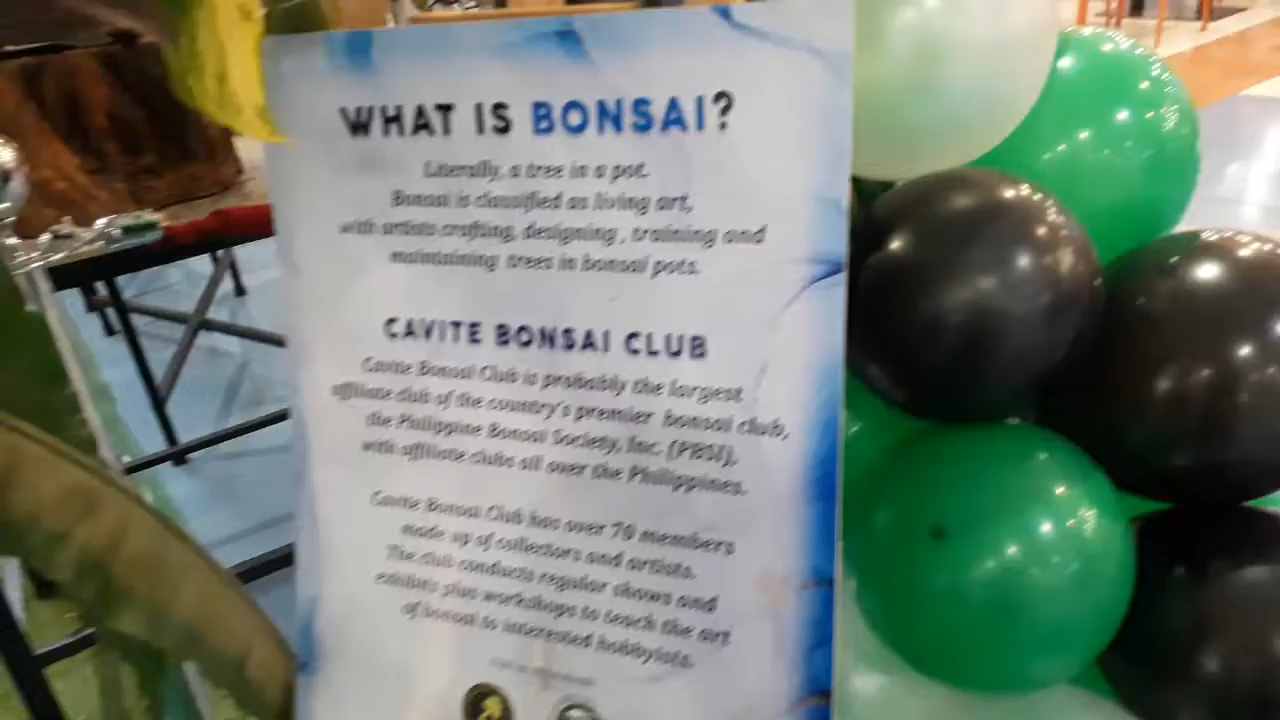 WHAT IS BONSAI?
Literally, a tree in a pot.
Bonsai is classified as living art,
with artists crafting, designing , training and
maintaining trees in bonsai pots.
CAVITE BONSAI CLUB
Cavite Bonsai Club is probably the largest
affiliate club of the country's premier bonsai club,
the Philippine Bonsai Society, Inc. (PBSI),
with affiliate clubs all over the Philippines.
Cavite Bonsai Club has over 70 members
made up of collectors and artists.
The club conducts regular shows and
exhibits plus workshops to teach the art
of bonsai to interested hobbyists.